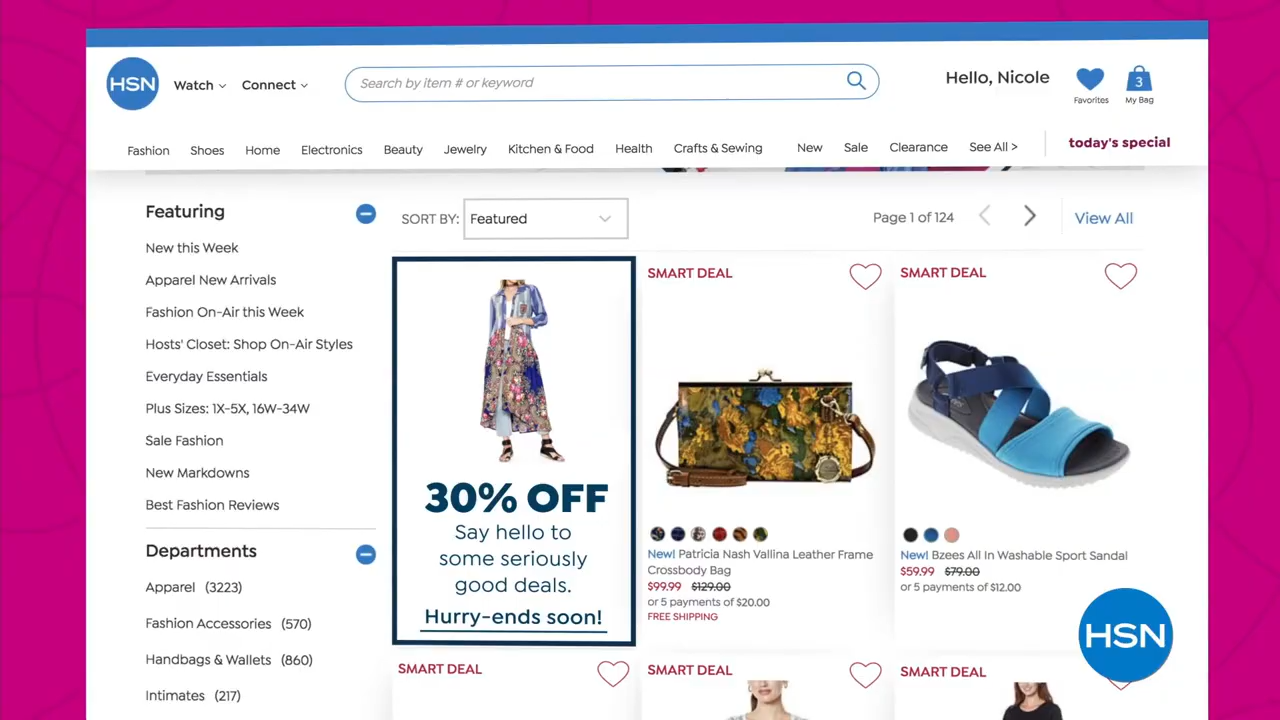 HSN
Watch
Connect
Search by item # or keyword
Hello, Nicole
Favorites
3
My Bag
Fashion
Shoes
Home
Electronics
Beauty
Jewelry
Kitchen & Food
Health
Crafts & Sewing
New
Sale
Clearance
See All >
today's special
Featuring
New this Week
Apparel New Arrivals
Fashion On-Air this Week
Hosts' Closet: Shop On-Air Styles
Everyday Essentials
Plus Sizes: 1X-5X, 16W-34W
Sale Fashion
New Markdowns
Best Fashion Reviews
Departments
Apparel (3223)
Fashion Accessories (570)
Handbags & Wallets (860)
Intimates (217)
SORT BY: Featured
Page 1 of 124
View All
30% OFF
Say hello to
some seriously
good deals.
Hurry-ends soon!
SMART DEAL
New! Patricia Nash Vallina Leather Frame
Crossbody Bag
$99.99 $129.00
or 5 payments of $20.00
FREE SHIPPING
SMART DEAL
New! Bzees All In Washable Sport Sandal
$59.99 $79.00
or 5 payments of $12.00
SMART DEAL
SMART DEAL
SMART DEAL
HSN